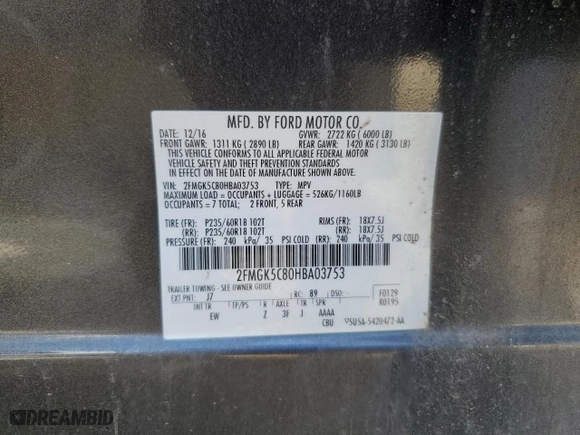 MFD. BY FORD MOTOR CO.
DATE: 12/16 GVWR: 2722 KG ( 6000 LB)
FRONT GAWR: 1311 KG ( 2890 LB) REAR GAWR: 1420 KG ( 3130 LB)
THIS VEHICLE CONFORMS TO ALL APPLICABLE FEDERAL MOTOR
VEHICLE SAFETY AND THEFT PREVENTION STANDARDS
IN EFFECT ON THE DATE OF MANUFACTURE SHOWN ABOVE.
VIN: 2FMGK5C80HBA03753 TYPE: MPV
MAXIMUM LOAD = OCCUPANTS + LUGGAGE = 526KG/1160LB
OCCUPANTS = 7 TOTAL; 2 FRONT, 5 REAR
TIRE (FR): P235/60R18 102T RIMS (FR): 18X7.5J
(RR): P235/60R18 102T (RR): 18X7.5J
PRESSURE (FR): 240 kPa/ 35 PSI COLD (RR): 240 kPa/ 35 PSI COLD
2FMGK5C80HBA03753
TRAILER TOWING - SEE OWNER GUIDE
EXT PNT: J7 RC: 89 DSO: F0129
INT TR TP/PS R AXLE TR SPR R0195
EW Z 3F J AAAA
CBU 5U5A-5420472-AA
DREAMBID